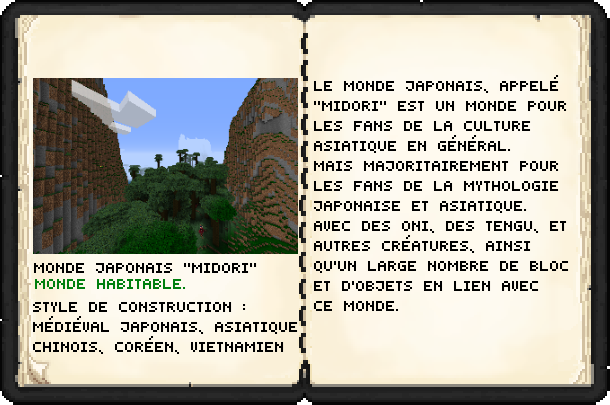 MONDE JAPONAIS "MIDORI"
MONDE HABITABLE.
STYLE DE CONSTRUCTION :
MÉDIÉVAL JAPONAIS, ASIATIQUE
CHINOIS, CORÉEN, VIETNAMIEN
LE MONDE JAPONAIS, APPELÉ
"MIDORI" EST UN MONDE POUR
LES FANS DE LA CULTURE
ASIATIQUE EN GÉNÉRAL.
MAIS MAJORITAIREMENT POUR
LES FANS DE LA MYTHOLOGIE
JAPONAISE ET ASIATIQUE.
AVEC DES ONI, DES TENGU, ET
AUTRES CRÉATURES, AINSI
QU'UN LARGE NOMBRE DE BLOC
ET D'OBJETS EN LIEN AVEC
CE MONDE.